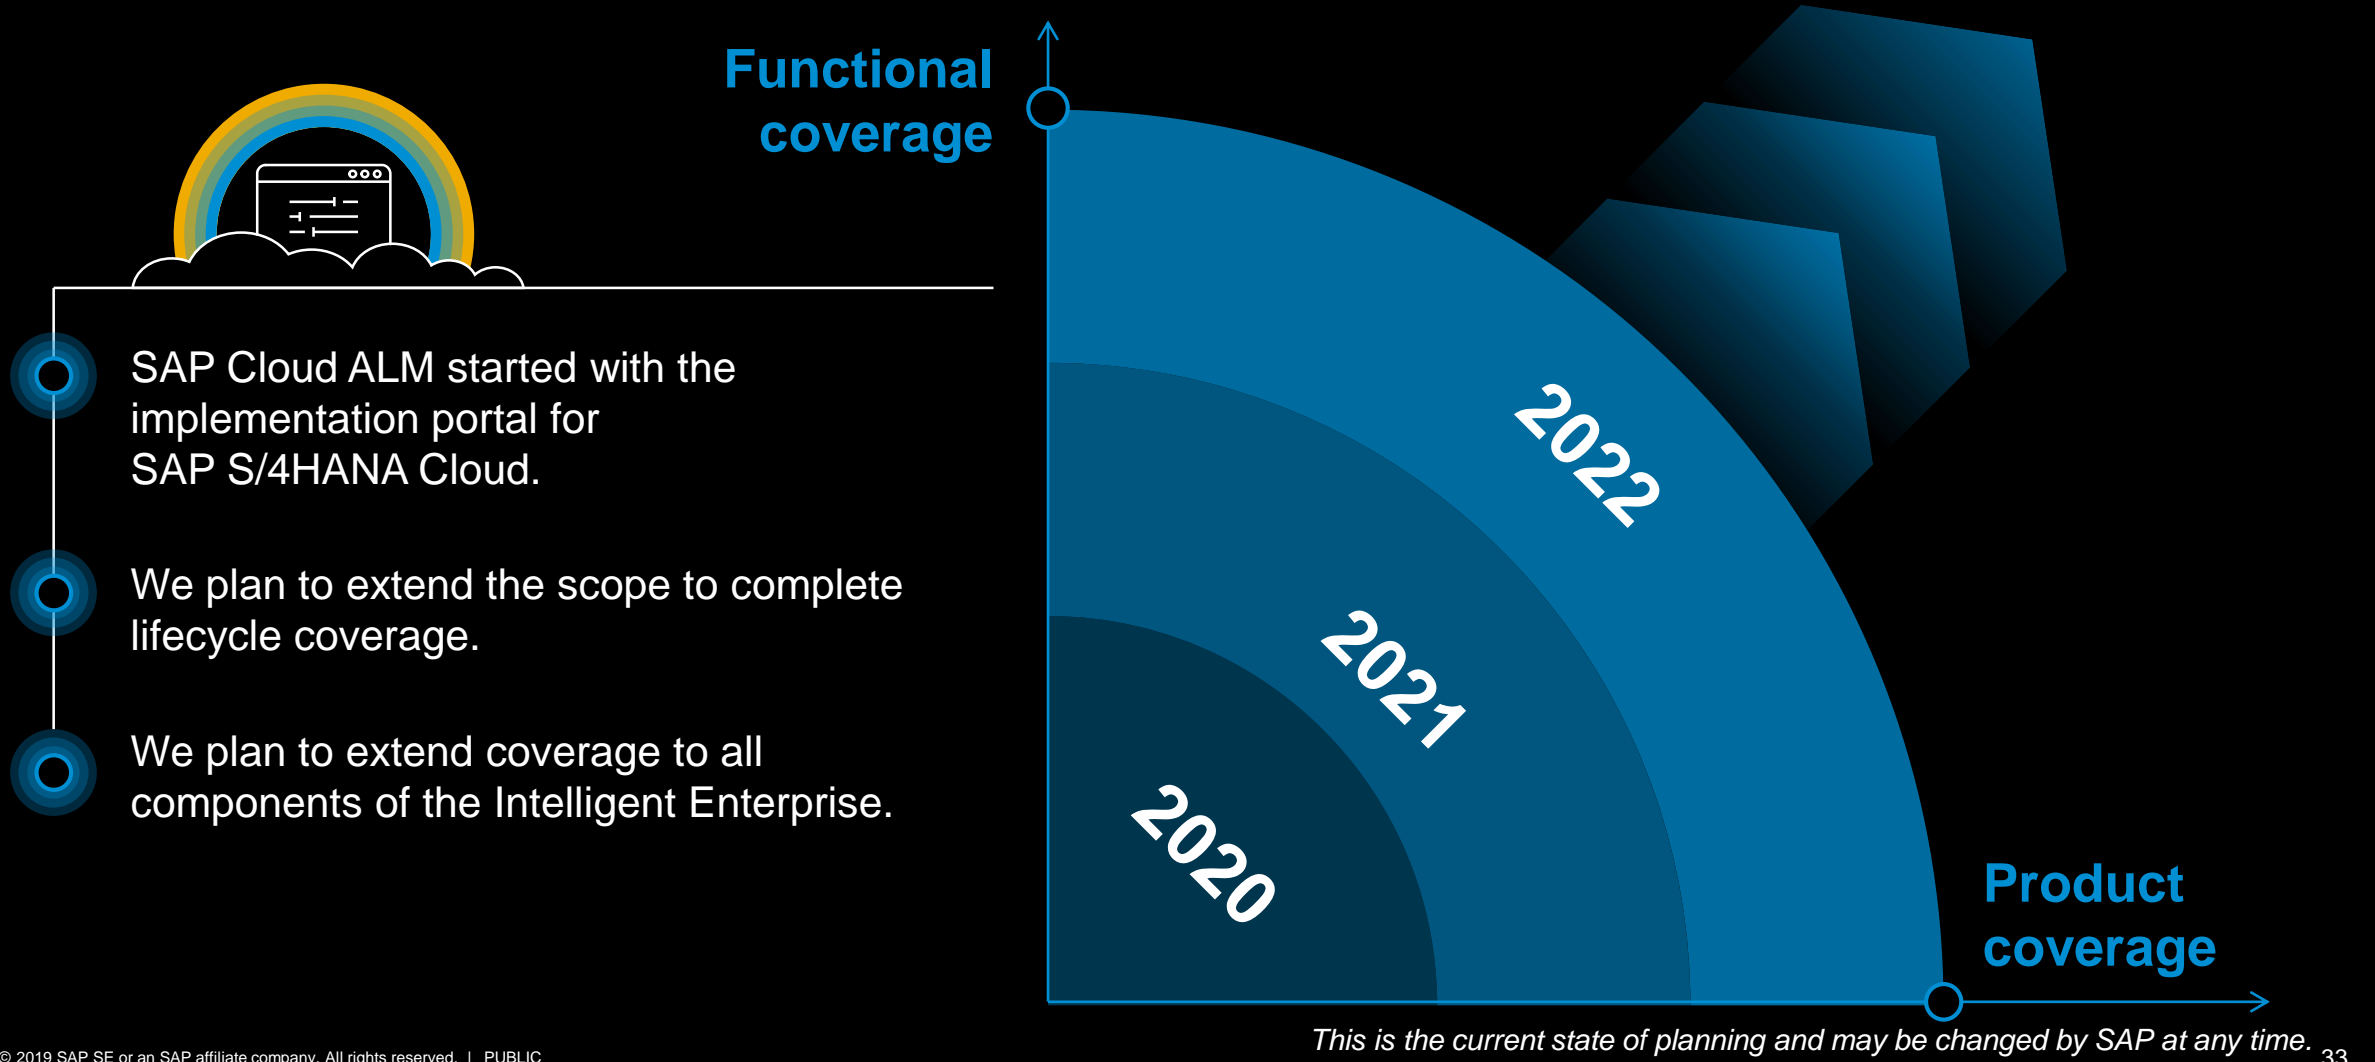 Functional
coverage
SAP Cloud ALM started with the
implementation portal for
SAP S/4HANA Cloud.
We plan to extend the scope to complete
lifecycle coverage.
We plan to extend coverage to all
components of the Intelligent Enterprise.
2022
2021
2020
Product
coverage
This is the current state of planning and may be changed by SAP at any time.
© 2019 SAP SE or an SAP affiliate company. All rights reserved. | PUBLIC
33